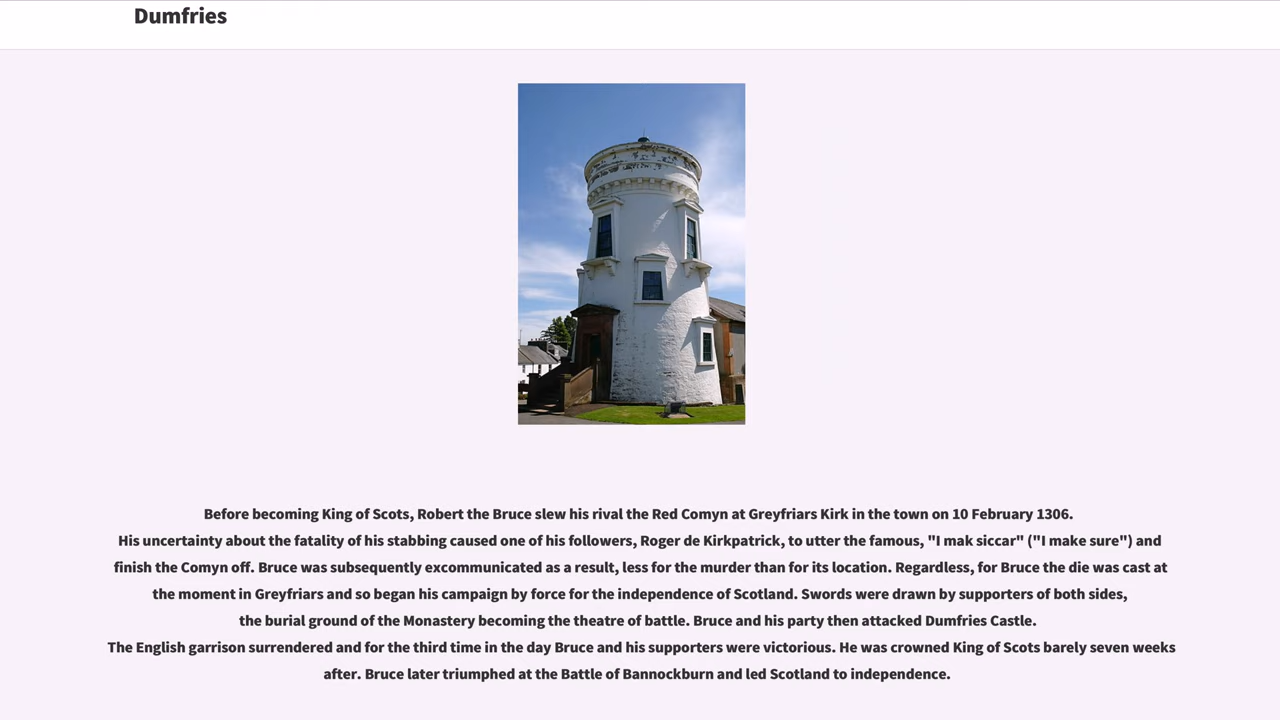 Dumfries
Before becoming King of Scots, Robert the Bruce slew his rival the Red Comyn at Greyfriars Kirk in the town on 10 February 1306.
His uncertainty about the fatality of his stabbing caused one of his followers, Roger de Kirkpatrick, to utter the famous, "I mak siccar" ("I make sure") and
finish the Comyn off. Bruce was subsequently excommunicated as a result, less for the murder than for its location. Regardless, for Bruce the die was cast at
the moment in Greyfriars and so began his campaign by force for the independence of Scotland. Swords were drawn by supporters of both sides,
the burial ground of the Monastery becoming the theatre of battle. Bruce and his party then attacked Dumfries Castle.
The English garrison surrendered and for the third time in the day Bruce and his supporters were victorious. He was crowned King of Scots barely seven weeks
after. Bruce later triumphed at the Battle of Bannockburn and led Scotland to independence.